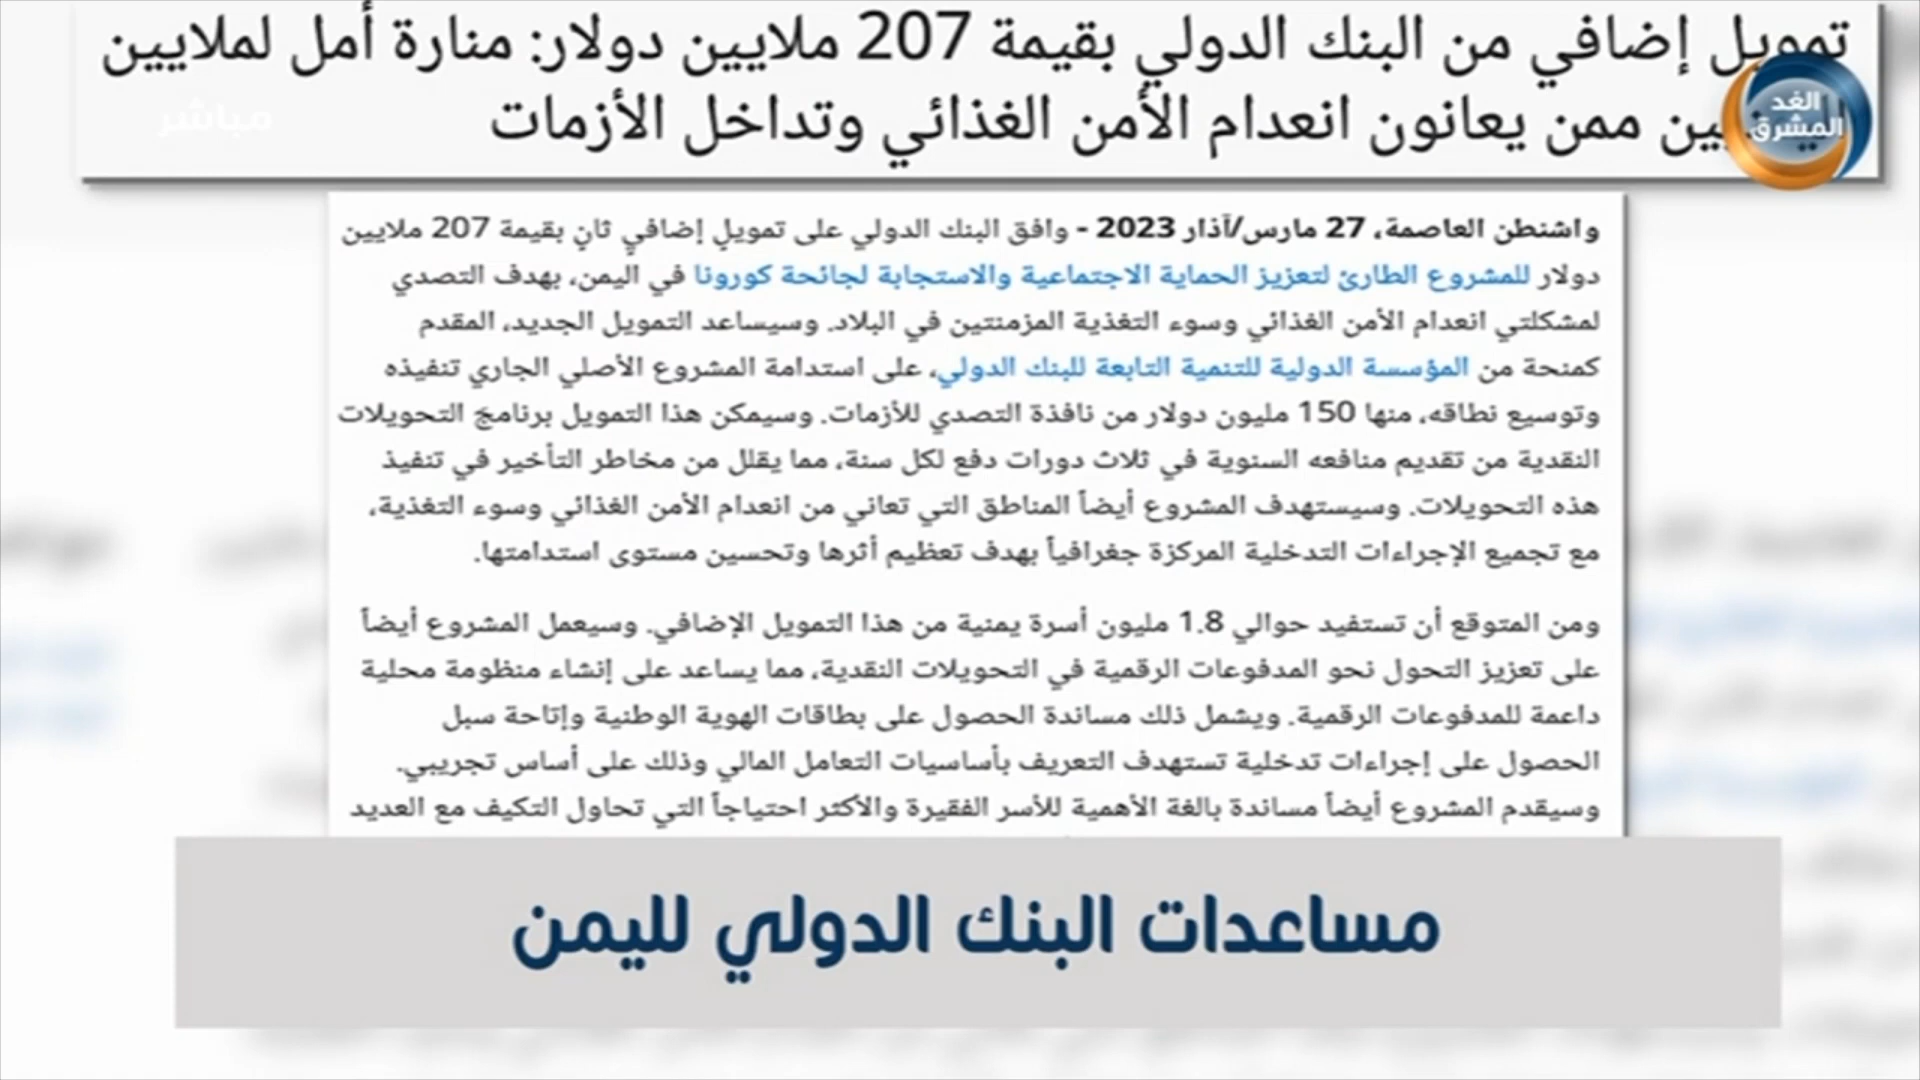 تمويل إضافي من البنك الدولي بقيمة 207 ملايين دولار: منارة أمل لملايين
ممن يعانون انعدام الأمن الغذائي وتداخل الأزمات
مباشر
الغد
المشرق
واشنطن العاصمة، 27 مارس/آذار 2023 - وافق البنك الدولي على تمويلٍ إضافيٍ ثانٍ بقيمة 207 ملايين
دولار للمشروع الطارئ لتعزيز الحماية الاجتماعية والاستجابة لجائحة كورونا في اليمن، بهدف التصدي
لمشكلتي انعدام الأمن الغذائي وسوء التغذية المزمنتين في البلاد. وسيساعد التمويل الجديد، المقدم
كمنحة من المؤسسة الدولية للتنمية التابعة للبنك الدولي، على استدامة المشروع الأصلي الجاري تنفيذه
وتوسيع نطاقه، منها 150 مليون دولار من نافذة التصدي للأزمات. وسيمكن هذا التمويل برنامجَ التحويلات
النقدية من تقديم منافعه السنوية في ثلاث دورات دفع لكل سنة، مما يقلل من مخاطر التأخير في تنفيذ
هذه التحويلات. وسيستهدف المشروع أيضاً المناطق التي تعاني من انعدام الأمن الغذائي وسوء التغذية،
مع تجميع الإجراءات التدخلية المركزة جغرافياً بهدف تعظيم أثرها وتحسين مستوى استدامتها.
ومن المتوقع أن تستفيد حوالي 1.8 مليون أسرة يمنية من هذا التمويل الإضافي. وسيعمل المشروع أيضاً
على تعزيز التحول نحو المدفوعات الرقمية في التحويلات النقدية، مما يساعد على إنشاء منظومة محلية
داعمة للمدفوعات الرقمية. ويشمل ذلك مساندة الحصول على بطاقات الهوية الوطنية وإتاحة سبل
الحصول على إجراءات تدخلية تستهدف التعريف بأساسيات التعامل المالي وذلك على أساس تجريبي.
وسيقدم المشروع أيضاً مساندة بالغة الأهمية للأسر الفقيرة والأكثر احتياجاً التي تحاول التكيف مع العديد
مساعدات البنك الدولي لليمن